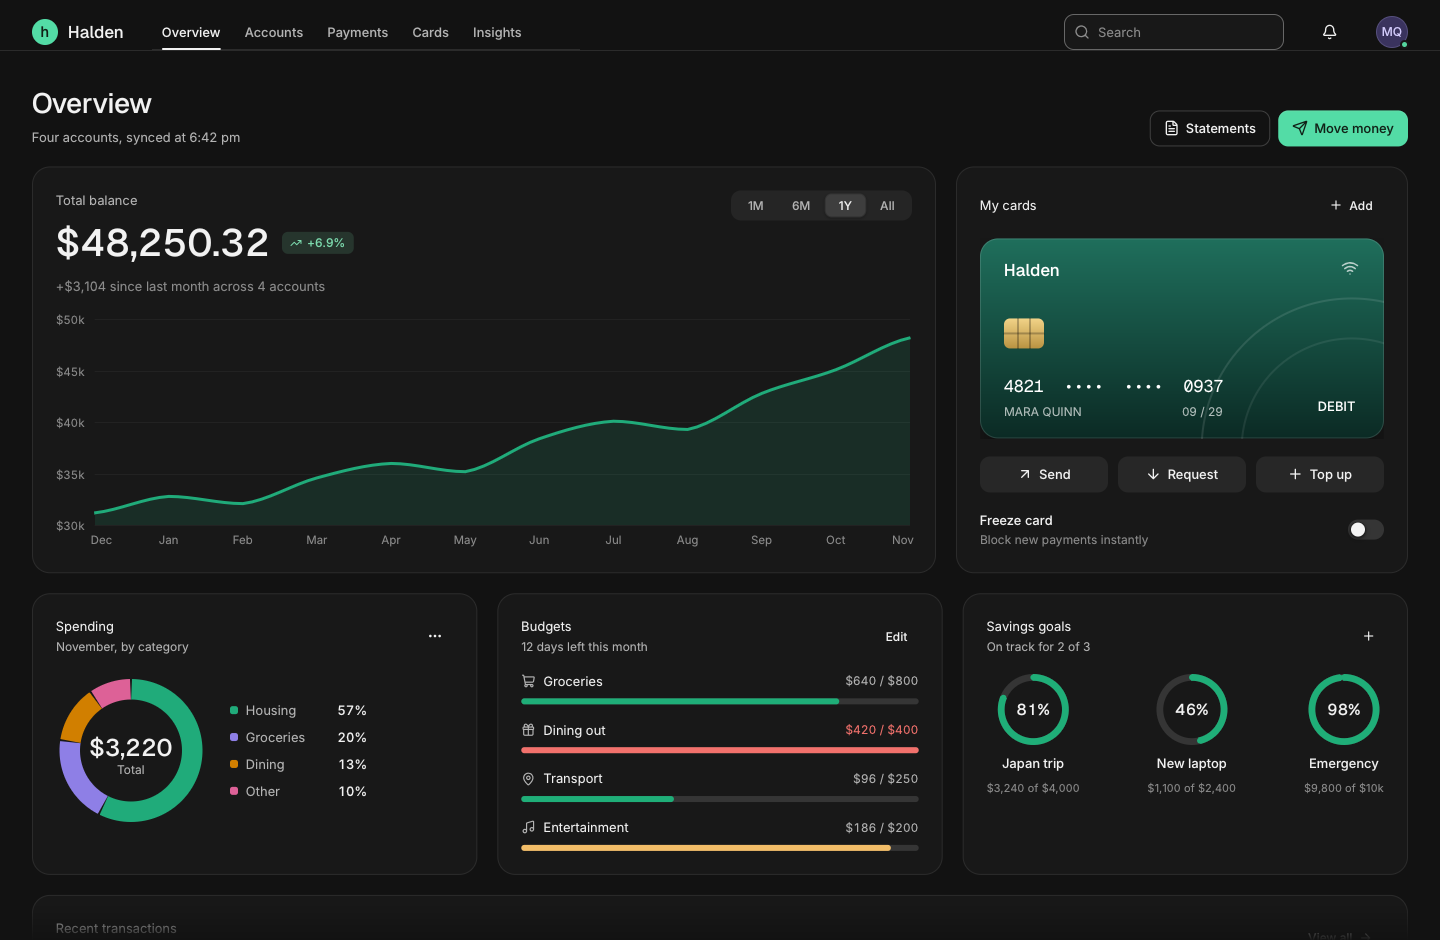 h Halden Overview Accounts Payments Cards Insights Search MQ
Overview
Four accounts, synced at 6:42 pm
Statements Move money
Total balance
1M 6M 1Y All
$48,250.32 +6.9%
+$3,104 since last month across 4 accounts
$50k
$45k
$40k
$35k
$30k
Dec Jan Feb Mar Apr May Jun Jul Aug Sep Oct Nov
My cards + Add
Halden
4821 •••• •••• 0937
MARA QUINN 09 / 29 DEBIT
Send Request Top up
Freeze card
Block new payments instantly
Spending
November, by category
$3,220
Total
Housing 57%
Groceries 20%
Dining 13%
Other 10%
Budgets
12 days left this month
Edit
Groceries $640 / $800
Dining out $420 / $400
Transport $96 / $250
Entertainment $186 / $200
Savings goals
On track for 2 of 3
81% 46% 98%
Japan trip New laptop Emergency
$3,240 of $4,000 $1,100 of $2,400 $9,800 of $10k
Recent transactions
View all